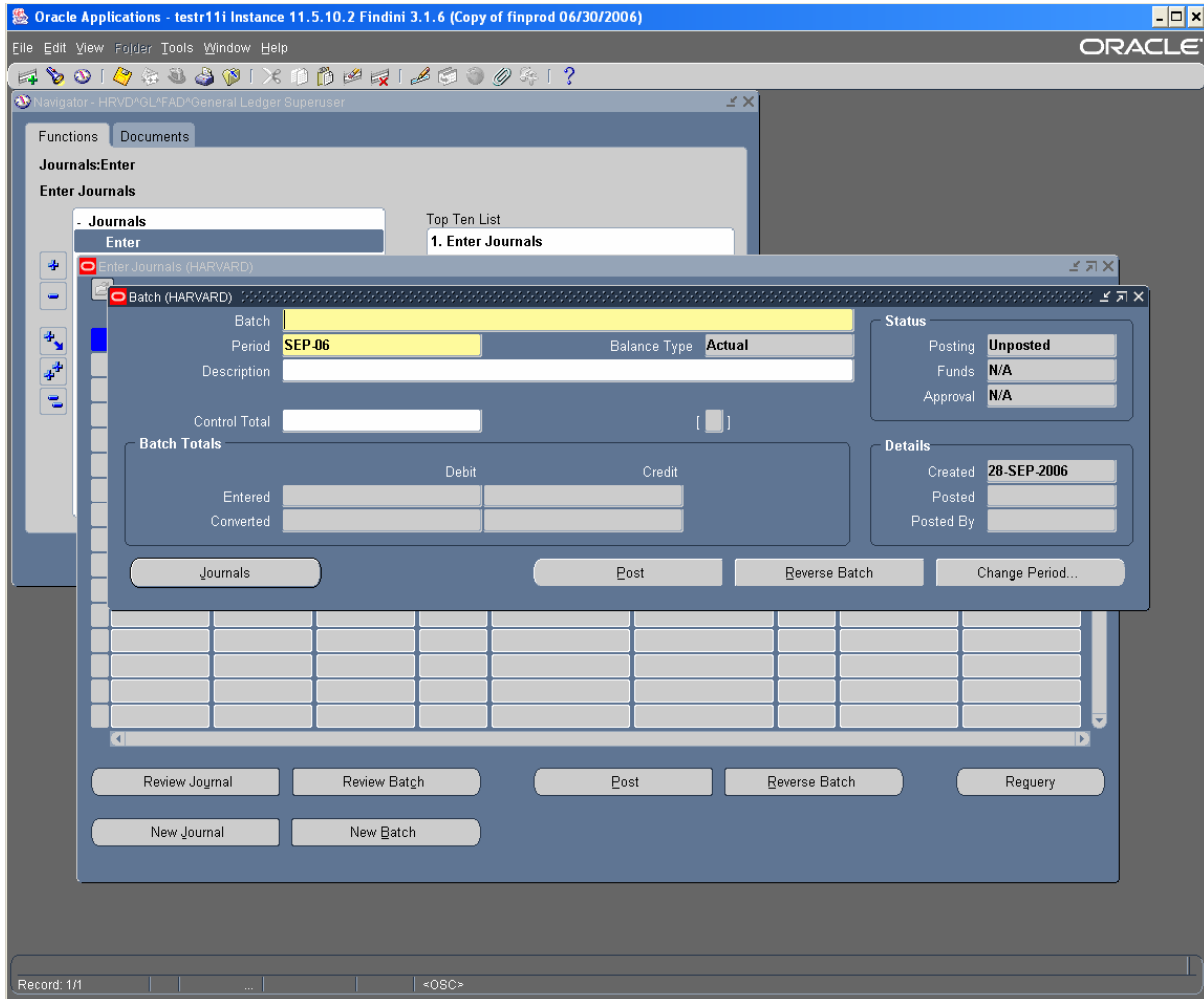 Oracle Applications - testr11i Instance 11.5.10.2 Findini 3.1.6 (Copy of finprod 06/30/2006)
File Edit View Folder Tools Window Help
ORACLE
Navigator - HRVD^GL^FAD^General Ledger Superuser
Functions Documents
Journals:Enter
Enter Journals
- Journals
Enter
Top Ten List
1. Enter Journals
Enter Journals (HARVARD)
Batch (HARVARD)
Batch
Period SEP-06 Balance Type Actual
Description
Control Total [ ]
Batch Totals
Debit Credit
Entered
Converted
Status
Posting Unposted
Funds N/A
Approval N/A
Details
Created 28-SEP-2006
Posted
Posted By
Journals Post Reverse Batch Change Period...
Review Journal Review Batch Post Reverse Batch Requery
New Journal New Batch
Record: 1/1 ... <OSC>